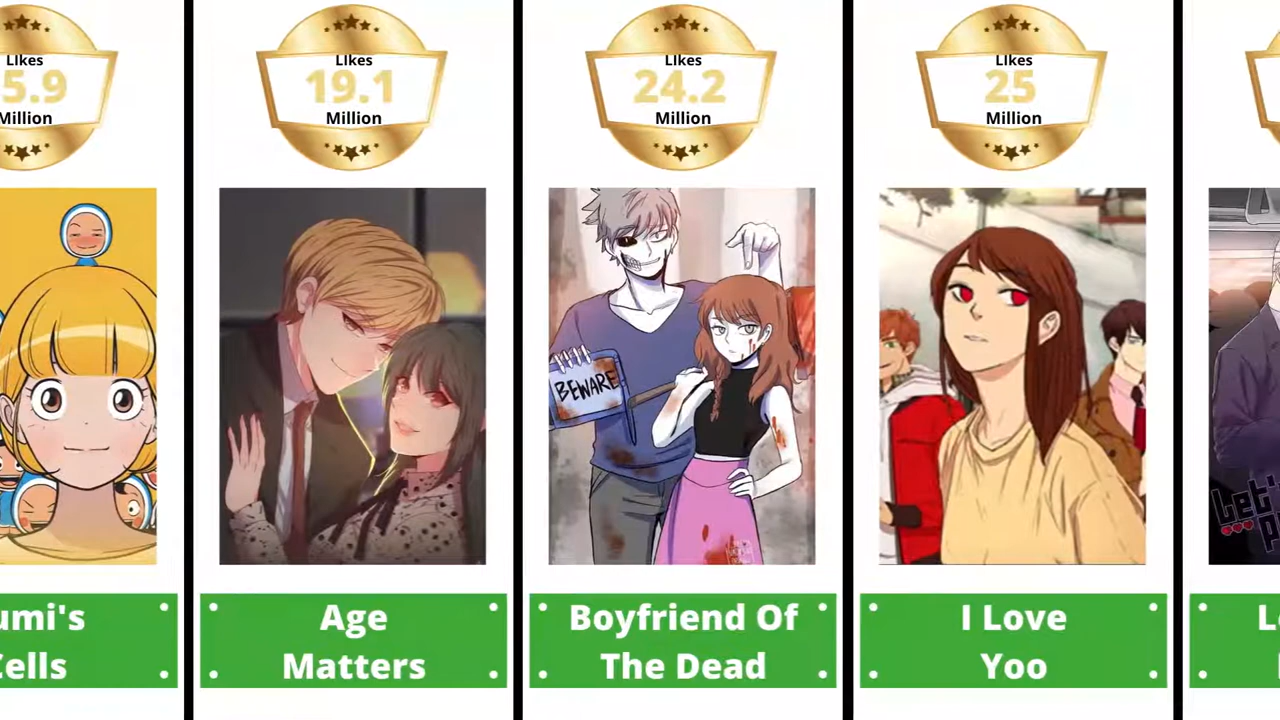 LIkes
5.9
Million
umi's
Cells
LIkes
19.1
Million
Age
Matters
LIkes
24.2
Million
BEWARE
Boyfriend Of
The Dead
LIkes
25
Million
I Love
Yoo
Let's
P